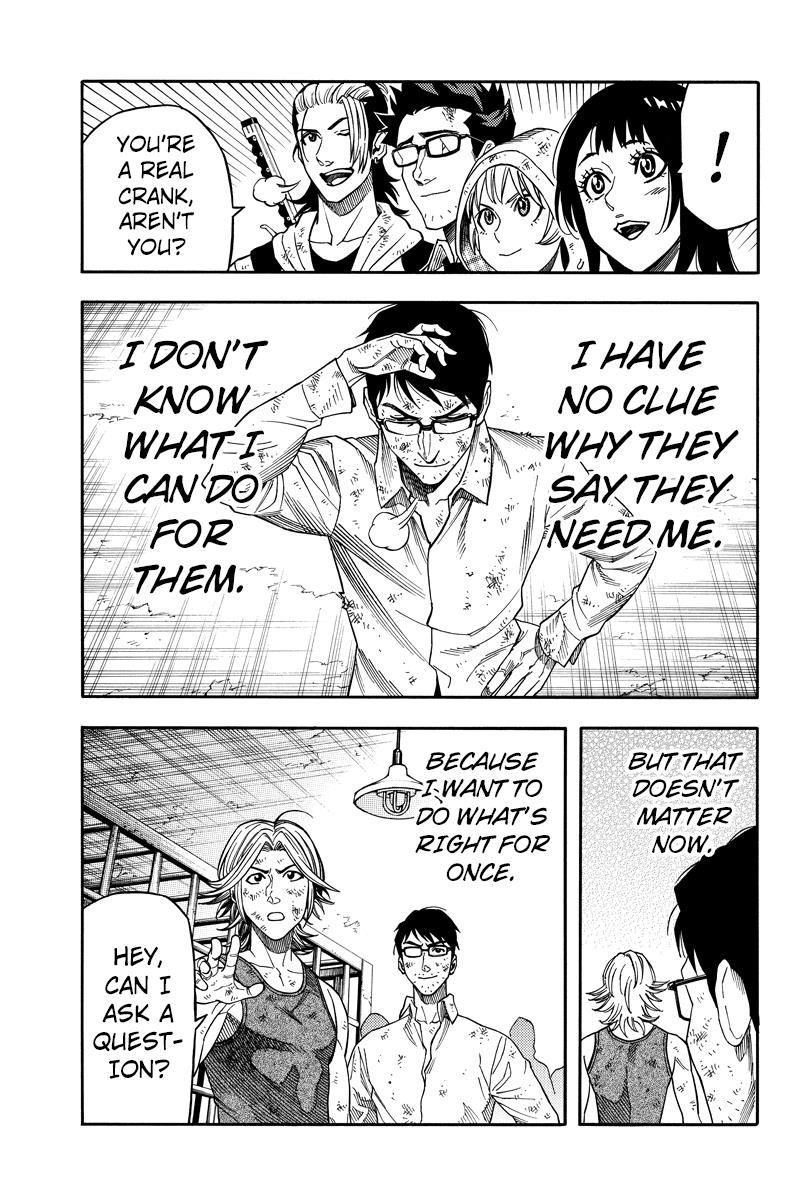 !
YOU'RE
A REAL
CRANK,
AREN'T
YOU?
I HAVE
NO CLUE
WHY THEY
SAY THEY
NEED ME.
I DON'T
KNOW
WHAT I
CAN DO
FOR
THEM.
BUT THAT
DOESN'T
MATTER
NOW.
BECAUSE
I WANT TO
DO WHAT'S
RIGHT FOR
ONCE.
HEY,
CAN I
ASK A
QUEST-
ION?